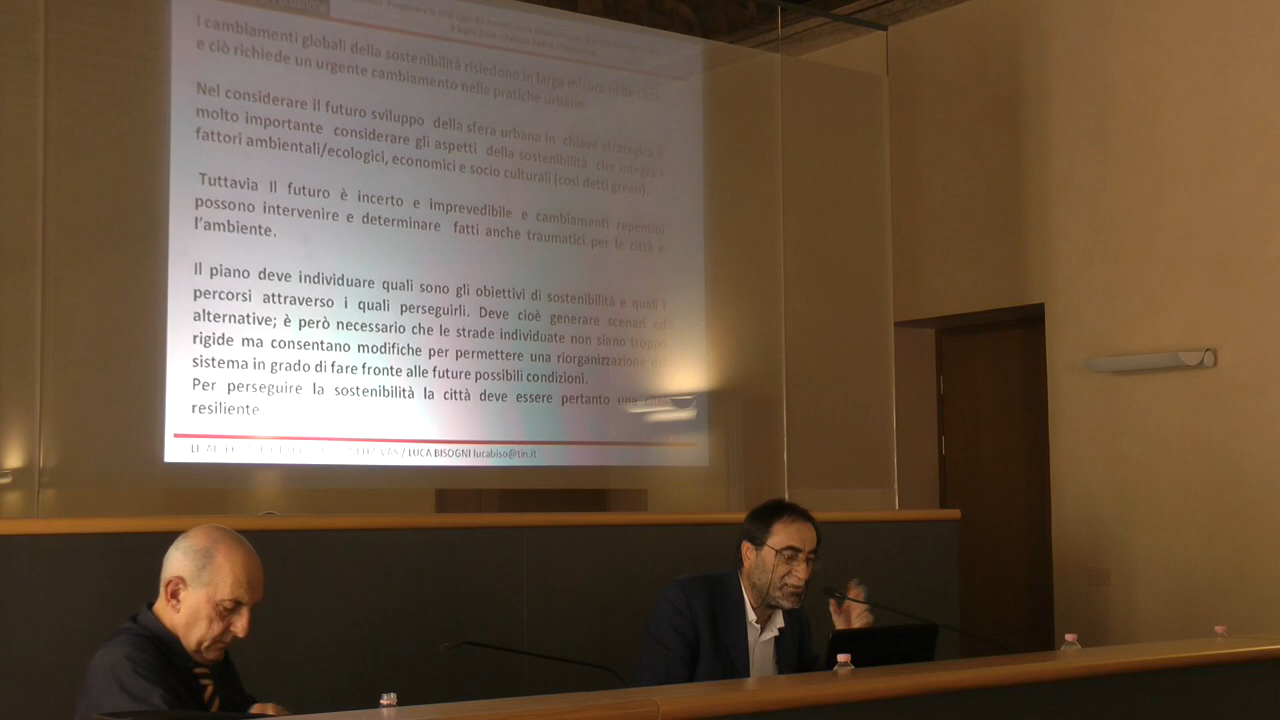 I cambiamenti globali della sostenibilità risiedono in larga misura nelle città,
e ciò richiede un urgente cambiamento nelle pratiche urbane.
Nel considerare il futuro sviluppo della sfera urbana in chiave strategica è
molto importante considerare gli aspetti della sostenibilità che integra i
fattori ambientali/ecologici, economici e socio culturali (così detti green).
Tuttavia Il futuro è incerto e imprevedibile e cambiamenti repentini
possono intervenire e determinare fatti anche traumatici per le città e
l'ambiente.
Il piano deve individuare quali sono gli obiettivi di sostenibilità e quali i
percorsi attraverso i quali perseguirli. Deve cioè generare scenari ed
alternative; è però necessario che le strade individuate non siano troppo
rigide ma consentano modifiche per permettere una riorganizzazione del
sistema in grado di fare fronte alle future possibili condizioni.
Per perseguire la sostenibilità la città deve essere pertanto una città
resiliente
/ LUCA BISOGNI lucabiso@tin.it